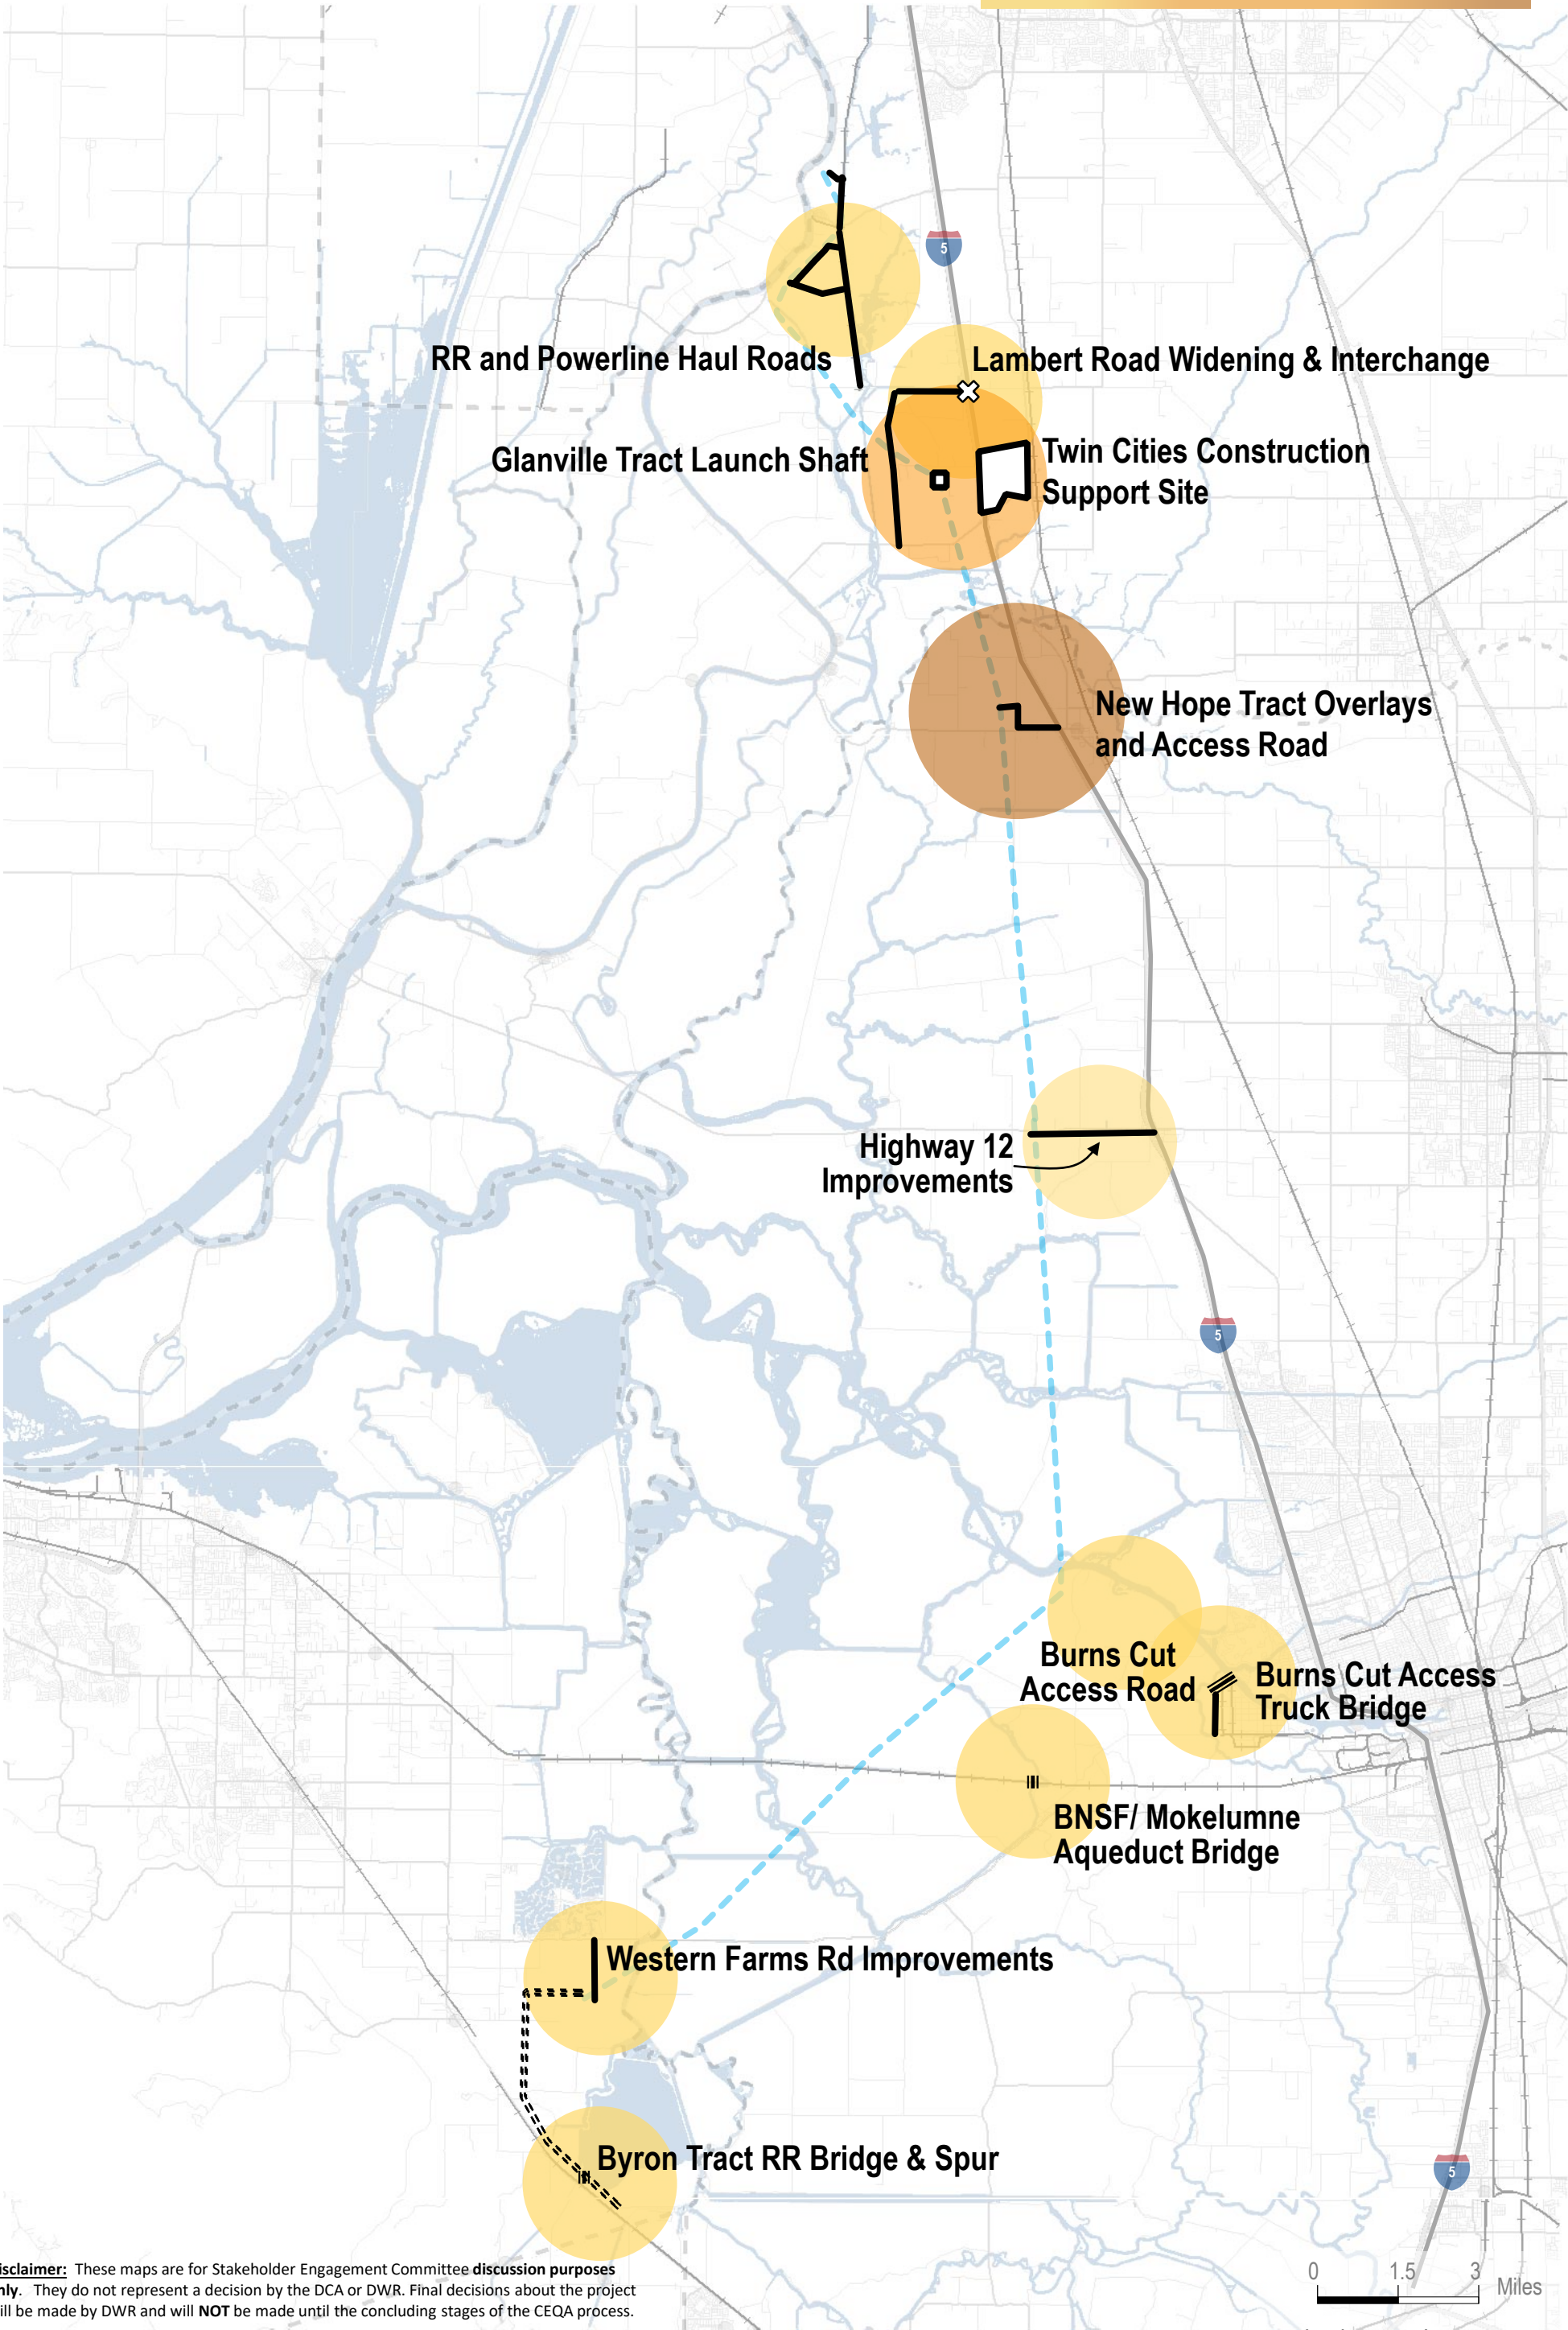 5
RR and Powerline Haul Roads
Lambert Road Widening & Interchange
Glanville Tract Launch Shaft
Twin Cities Construction
Support Site
New Hope Tract Overlays
and Access Road
Highway 12
Improvements
5
Burns Cut
Access Road
Burns Cut Access
Truck Bridge
BNSF/ Mokelumne
Aqueduct Bridge
Western Farms Rd Improvements
Byron Tract RR Bridge & Spur
5
isclaimer: These maps are for Stakeholder Engagement Committee discussion purposes
nly. They do not represent a decision by the DCA or DWR. Final decisions about the project
ill be made by DWR and will NOT be made until the concluding stages of the CEQA process.
0 1.5 3
Miles